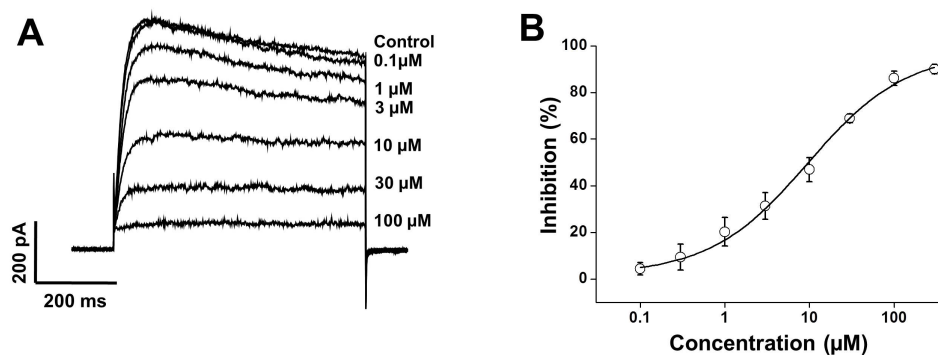 A
Control
0.1μM
1 μM
3 μM
10 μM
30 μM
100 μM
200 pA
200 ms
B
100
80
60
40
20
0
Inhibition (%)
0.1
1
10
100
Concentration (μM)